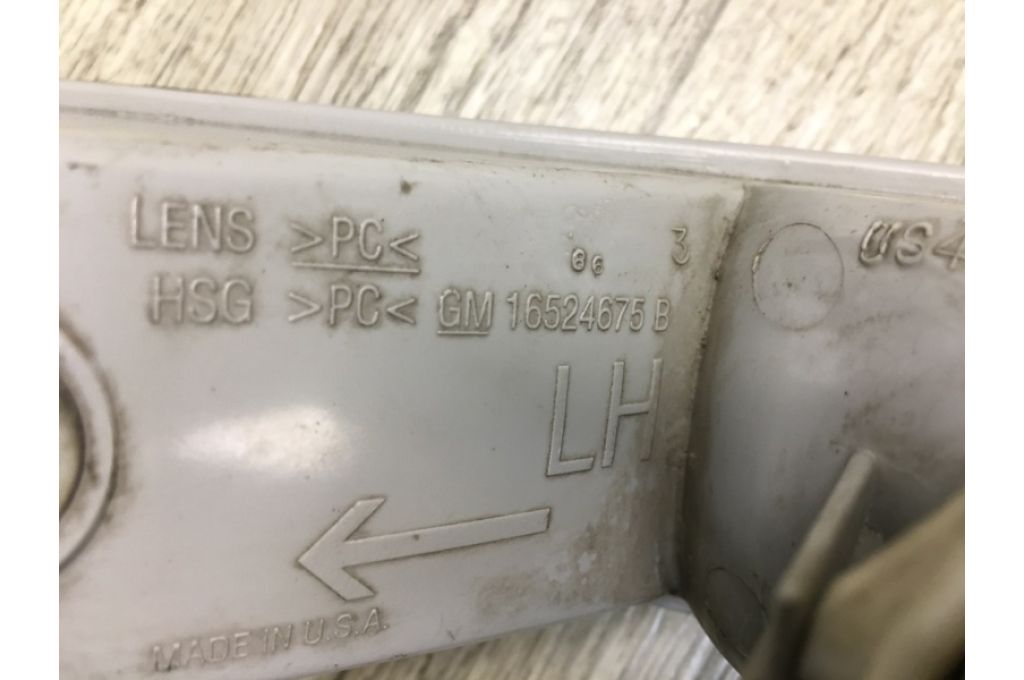 LENS >PC<
3
HSG >PC< GM 16524675 B
LH
MADE IN U.S.A.